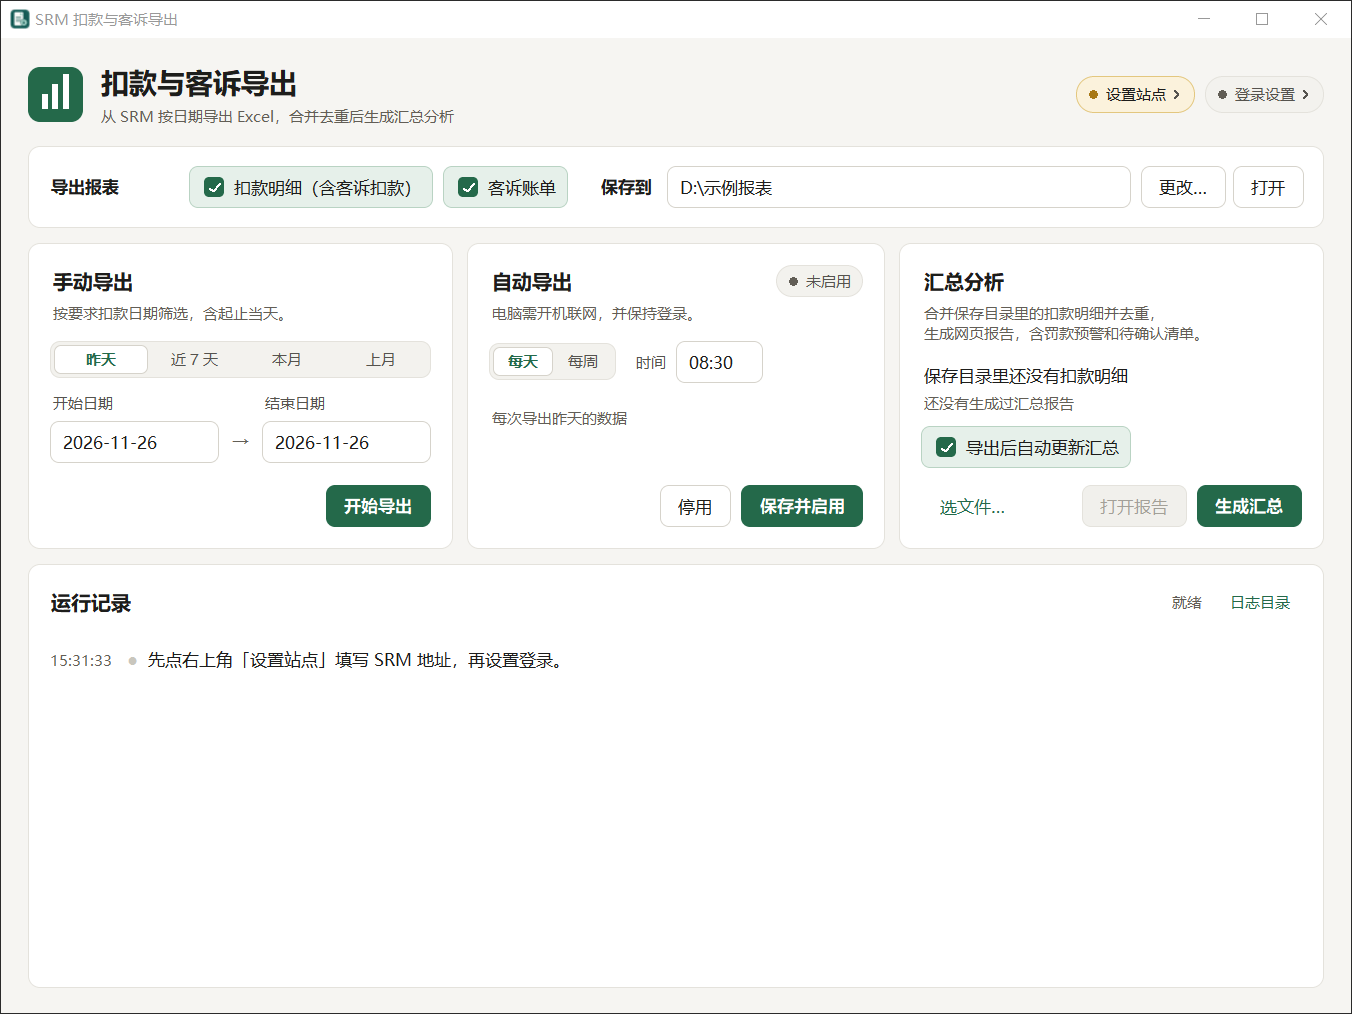 SRM 扣款与客诉导出
扣款与客诉导出
从 SRM 按日期导出 Excel，合并去重后生成汇总分析
设置站点
登录设置
导出报表
扣款明细（含客诉扣款）
客诉账单
保存到
D:\示例报表
更改...
打开
手动导出
按要求扣款日期筛选，含起止当天。
昨天
近 7 天
本月
上月
开始日期
结束日期
2026-11-26
→
2026-11-26
开始导出
自动导出
未启用
电脑需开机联网，并保持登录。
每天
每周
时间
08:30
每次导出昨天的数据
停用
保存并启用
汇总分析
合并保存目录里的扣款明细并去重，
生成网页报告，含罚款预警和待确认清单。
保存目录里还没有扣款明细
还没有生成过汇总报告
导出后自动更新汇总
选文件...
打开报告
生成汇总
运行记录
就绪
日志目录
15:31:33
先点右上角「设置站点」填写 SRM 地址，再设置登录。